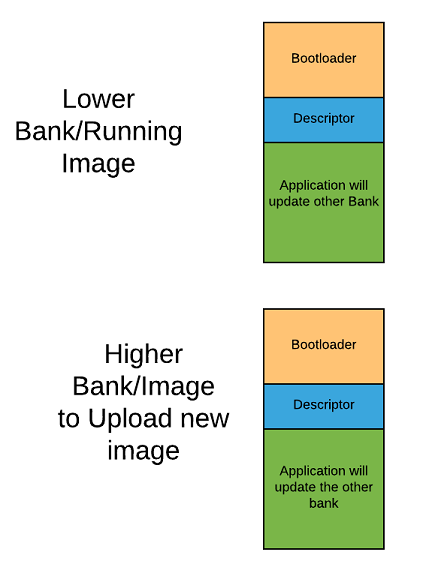 Lower
Bank/Running
Image
Bootloader
Descriptor
Application will
update other Bank
Higher
Bank/Image
to Upload new
image
Bootloader
Descriptor
Application will
update the other
bank